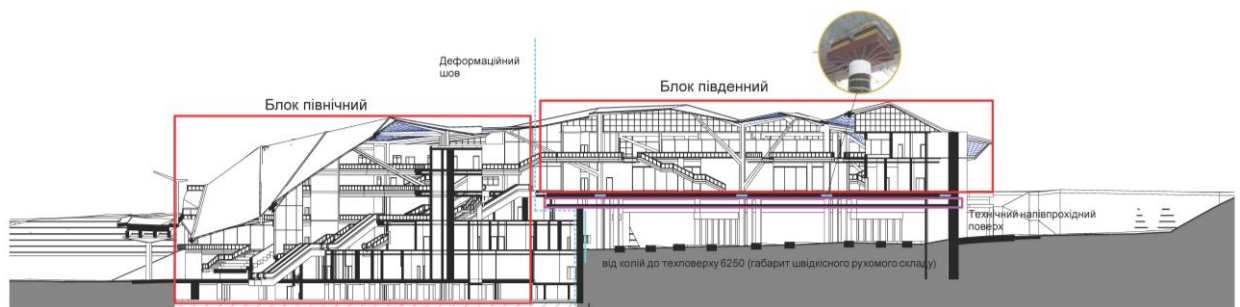 Деформаційний
шов
Блок північний
Блок південний
Технічний напівпрохідний
поверх
від колій до техповерху 6250 (габарит швидкісного рухомого складу)